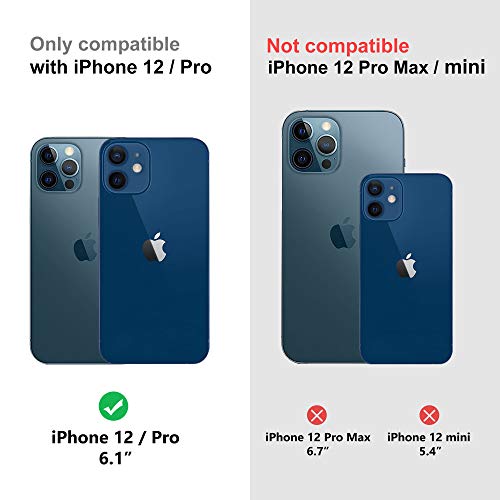 Only compatible
with iPhone 12 / Pro
Not compatible
iPhone 12 Pro Max / mini
iPhone 12 / Pro
6.1”
iPhone 12 Pro Max
6.7”
iPhone 12 mini
5.4”